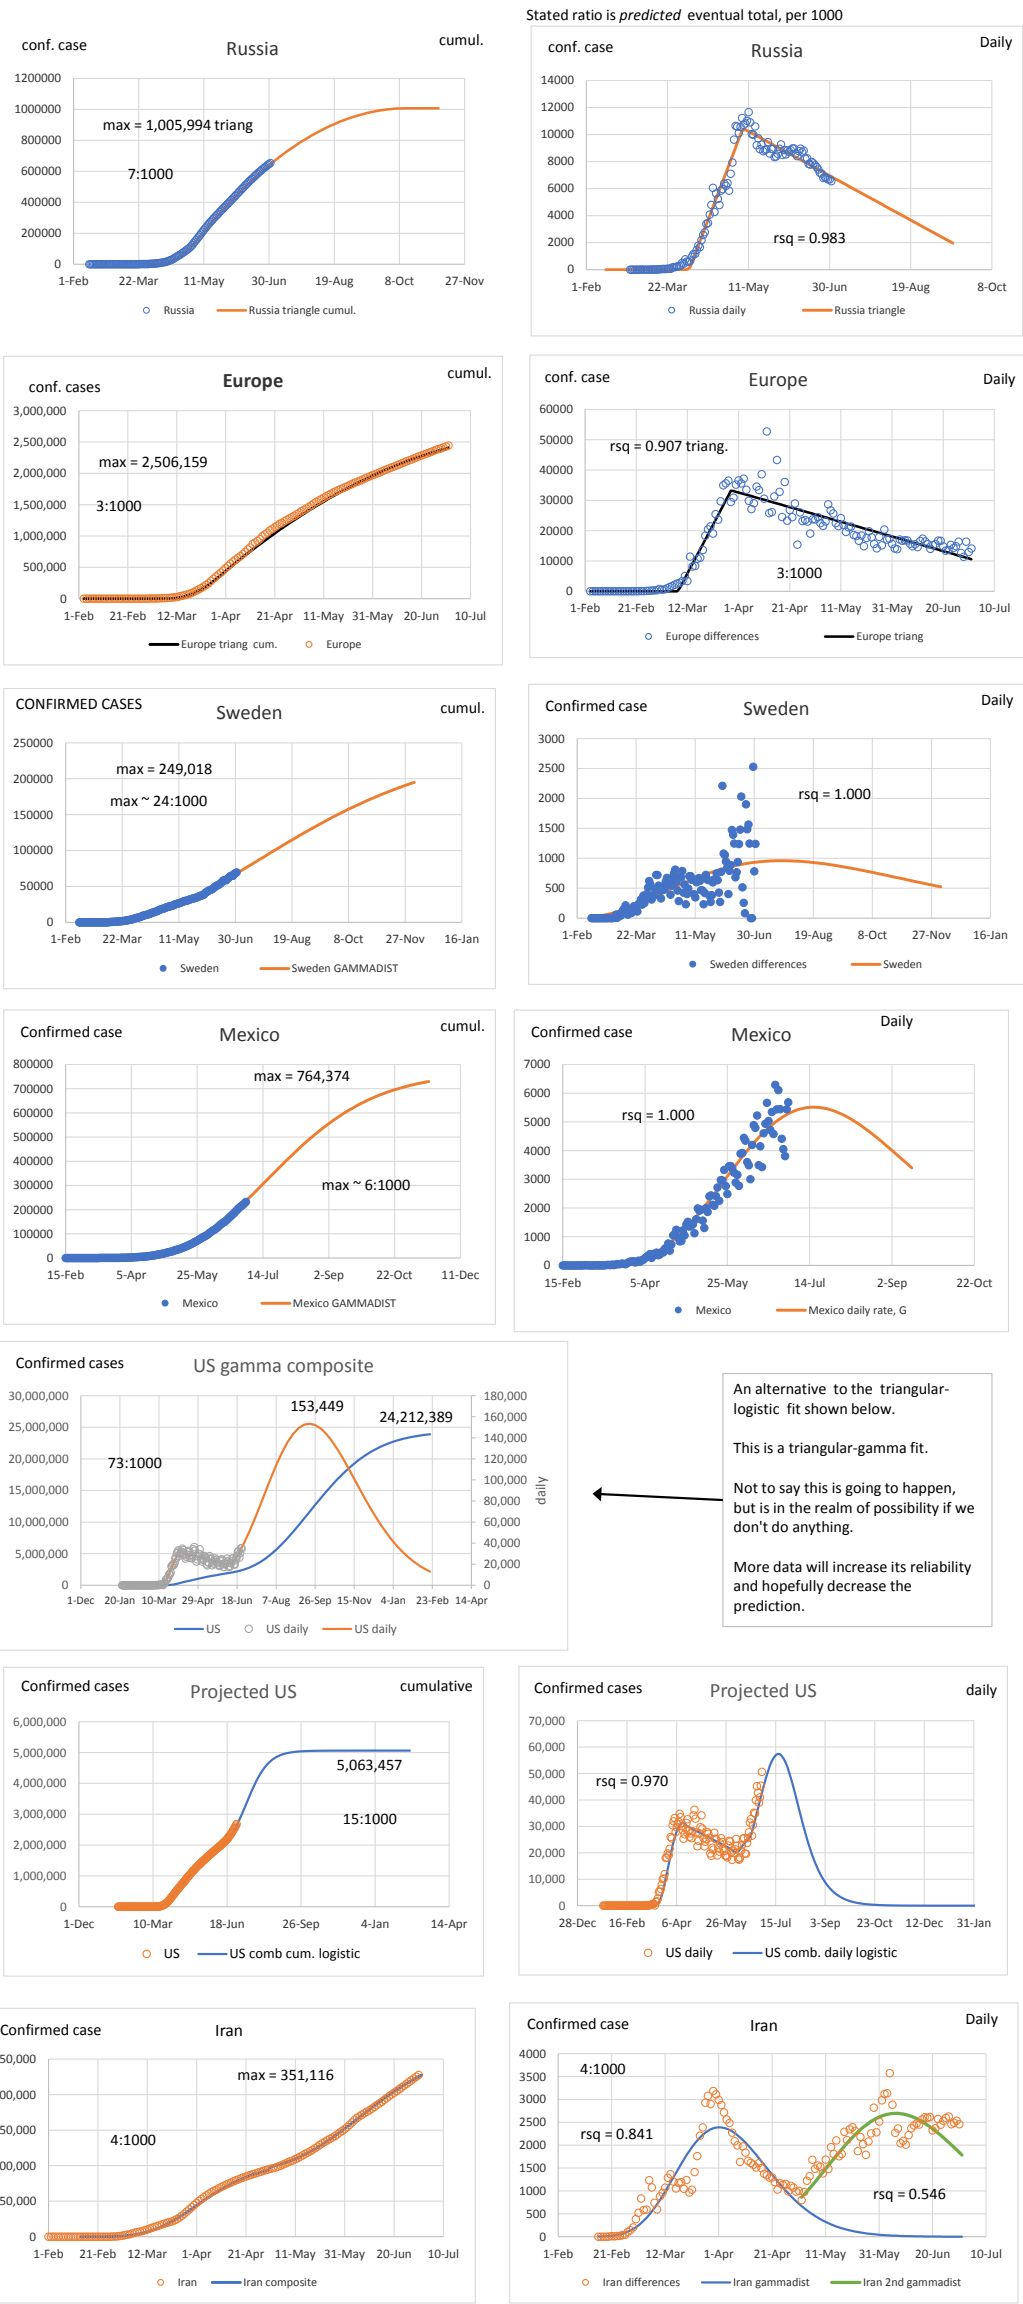 Stated ratio is predicted eventual total, per 1000
conf. case
Russia
cumul.
1200000
1000000
800000
600000
400000
200000
0
max = 1,005,994 triang
7:1000
1-Feb 22-Mar 11-May 30-Jun 19-Aug 8-Oct 27-Nov
Russia Russia triangle cumul.
conf. case
Russia
Daily
14000
12000
10000
8000
6000
4000
2000
0
rsq = 0.983
1-Feb 22-Mar 11-May 30-Jun 19-Aug 8-Oct
Russia daily Russia triangle
conf. cases
Europe
cumul.
3,000,000
2,500,000
2,000,000
1,500,000
1,000,000
500,000
0
max = 2,506,159
3:1000
1-Feb 21-Feb 12-Mar 1-Apr 21-Apr 11-May 31-May 20-Jun 10-Jul
Europe triang cum. Europe
conf. case
Europe
Daily
60000
50000
40000
30000
20000
10000
0
rsq = 0.907 triang.
3:1000
1-Feb 21-Feb 12-Mar 1-Apr 21-Apr 11-May 31-May 20-Jun 10-Jul
Europe differences Europe triang
CONFIRMED CASES
Sweden
cumul.
250000
200000
150000
100000
50000
0
max = 249,018
max ~ 24:1000
1-Feb 22-Mar 11-May 30-Jun 19-Aug 8-Oct 27-Nov 16-Jan
Sweden Sweden GAMMADIST
Confirmed case
Sweden
Daily
3000
2500
2000
1500
1000
500
0
rsq = 1.000
1-Feb 22-Mar 11-May 30-Jun 19-Aug 8-Oct 27-Nov 16-Jan
Sweden differences Sweden
Confirmed case
Mexico
cumul.
800000
700000
600000
500000
400000
300000
200000
100000
0
max = 764,374
max ~ 6:1000
15-Feb 5-Apr 25-May 14-Jul 2-Sep 22-Oct 11-Dec
Mexico Mexico GAMMADIST
Confirmed case
Mexico
Daily
7000
6000
5000
4000
3000
2000
1000
0
rsq = 1.000
15-Feb 5-Apr 25-May 14-Jul 2-Sep 22-Oct
Mexico Mexico daily rate, G
Confirmed cases
US gamma composite
30,000,000
25,000,000
20,000,000
15,000,000
10,000,000
5,000,000
0
153,449
24,212,389
73:1000
180,000
160,000
140,000
120,000
100,000
80,000
60,000
40,000
20,000
0
daily
1-Dec 20-Jan 10-Mar 29-Apr 18-Jun 7-Aug 26-Sep 15-Nov 4-Jan 23-Feb 14-Apr
US US daily US daily
An alternative to the triangular-
logistic fit shown below.
This is a triangular-gamma fit.
Not to say this is going to happen,
but is in the realm of possibility if we
don't do anything.
More data will increase its reliability
and hopefully decrease the
prediction.
Confirmed cases
Projected US
cumulative
6,000,000
5,000,000
4,000,000
3,000,000
2,000,000
1,000,000
0
5,063,457
15:1000
1-Dec 10-Mar 18-Jun 26-Sep 4-Jan 14-Apr
US US comb cum. logistic
Confirmed cases
Projected US
daily
70,000
60,000
50,000
40,000
30,000
20,000
10,000
0
rsq = 0.970
28-Dec 16-Feb 6-Apr 26-May 15-Jul 3-Sep 23-Oct 12-Dec 31-Jan
US daily US comb. daily logistic
Confirmed case
Iran
50,000
00,000
50,000
00,000
50,000
0
max = 351,116
4:1000
1-Feb 21-Feb 12-Mar 1-Apr 21-Apr 11-May 31-May 20-Jun 10-Jul
Iran Iran composite
Confirmed case
Iran
Daily
4000
3500
3000
2500
2000
1500
1000
500
0
4:1000
rsq = 0.841
rsq = 0.546
1-Feb 21-Feb 12-Mar 1-Apr 21-Apr 11-May 31-May 20-Jun 10-Jul
Iran differences Iran gammadist Iran 2nd gammadist